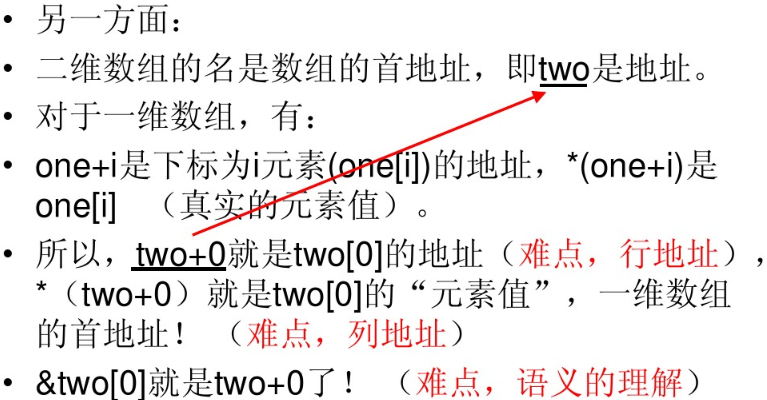 • 另一方面：
• 二维数组的名是数组的首地址，即two是地址。
• 对于一维数组，有：
• one+i是下标为i元素(one[i])的地址，*(one+i)是
one[i] （真实的元素值）。
• 所以，two+0就是two[0]的地址（难点，行地址），
*（two+0）就是two[0]的“元素值”，一维数组
的首地址！ （难点，列地址）
• &two[0]就是two+0了！ （难点，语义的理解）